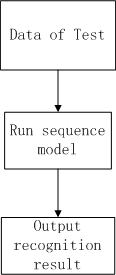 Data of Test
Run sequence
model
Output
recognition
result